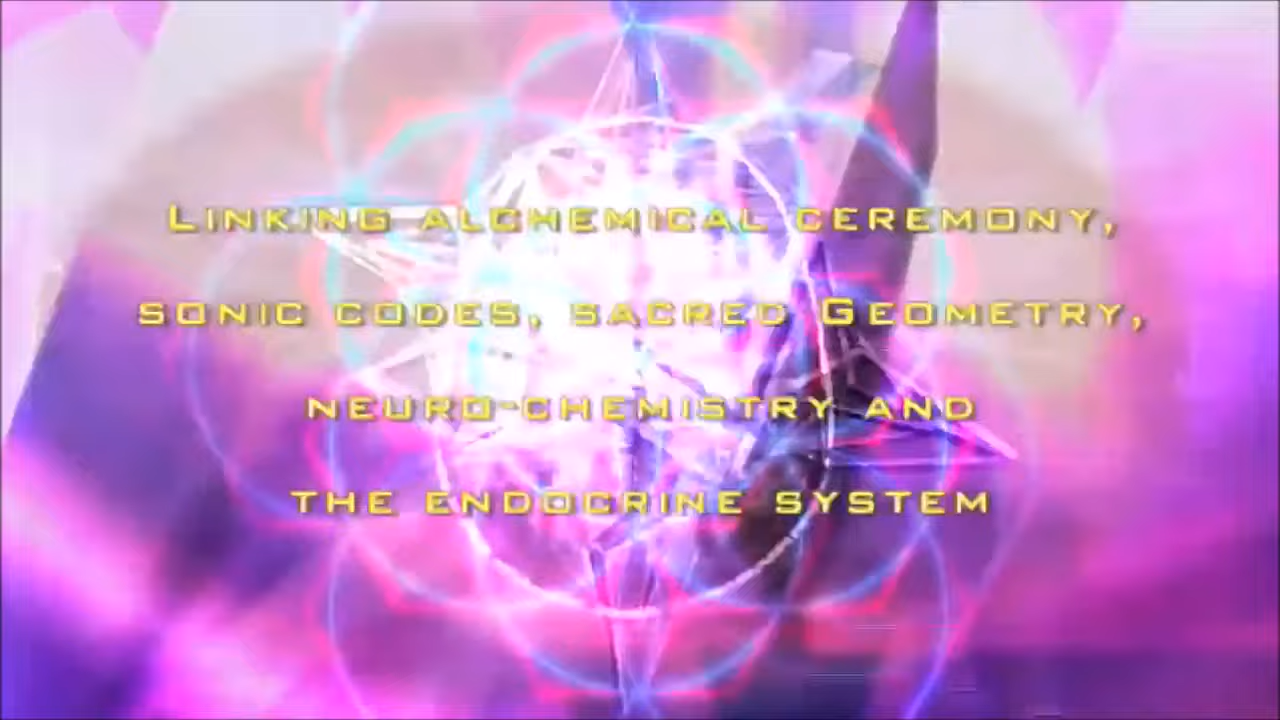 Linking alchemical ceremony,
sonic codes, sacred Geometry,
neuro-chemistry and
the endocrine system